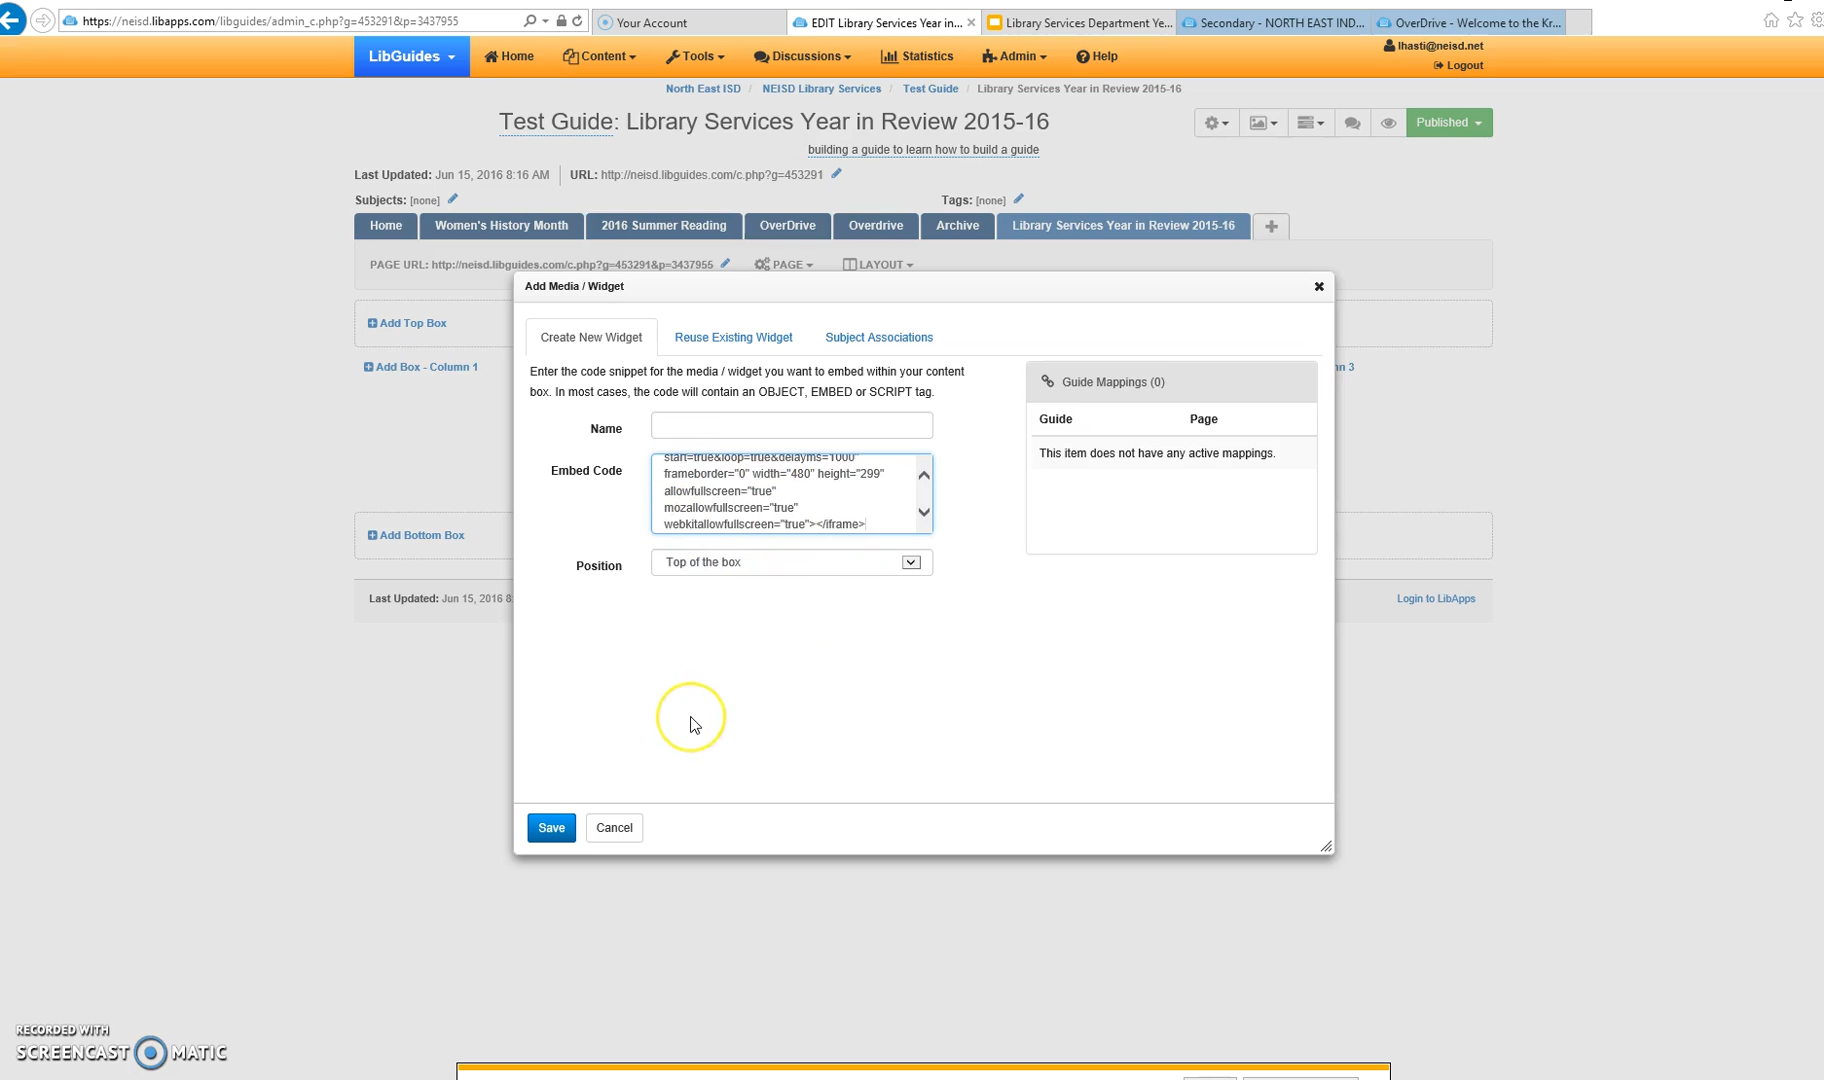 https://neisd.libapps.com/libguides/admin_c.php?g=453291&p=3437955
Your Account
EDIT Library Services Year in...
Library Services Department Ye...
Secondary - NORTH EAST IND...
OverDrive - Welcome to the Kr...
LibGuides
Home
Content
Tools
Discussions
Statistics
Admin
Help
lhasti@neisd.net
Logout
North East ISD / NEISD Library Services / Test Guide / Library Services Year in Review 2015-16
Test Guide: Library Services Year in Review 2015-16
Published
building a guide to learn how to build a guide
Last Updated: Jun 15, 2016 8:16 AM
URL: http://neisd.libguides.com/c.php?g=453291
Subjects: [none]
Tags: [none]
Home
Women's History Month
2016 Summer Reading
OverDrive
Overdrive
Archive
Library Services Year in Review 2015-16
PAGE URL: http://neisd.libguides.com/c.php?g=453291&p=3437955
PAGE
LAYOUT
Add Media / Widget
Add Top Box
Create New Widget
Reuse Existing Widget
Subject Associations
Add Box - Column 1
n 3
Enter the code snippet for the media / widget you want to embed within your content
box. In most cases, the code will contain an OBJECT, EMBED or SCRIPT tag.
Guide Mappings (0)
Guide
Page
This item does not have any active mappings.
Name
Embed Code
start=true&loop=true&delayms=1000"
frameborder="0" width="480" height="299"
allowfullscreen="true"
mozallowfullscreen="true"
webkitallowfullscreen="true"></iframe>
Position
Top of the box
Add Bottom Box
Last Updated: Jun 15, 2016 8:
Login to LibApps
Save
Cancel
RECORDED WITH
SCREENCAST MATIC